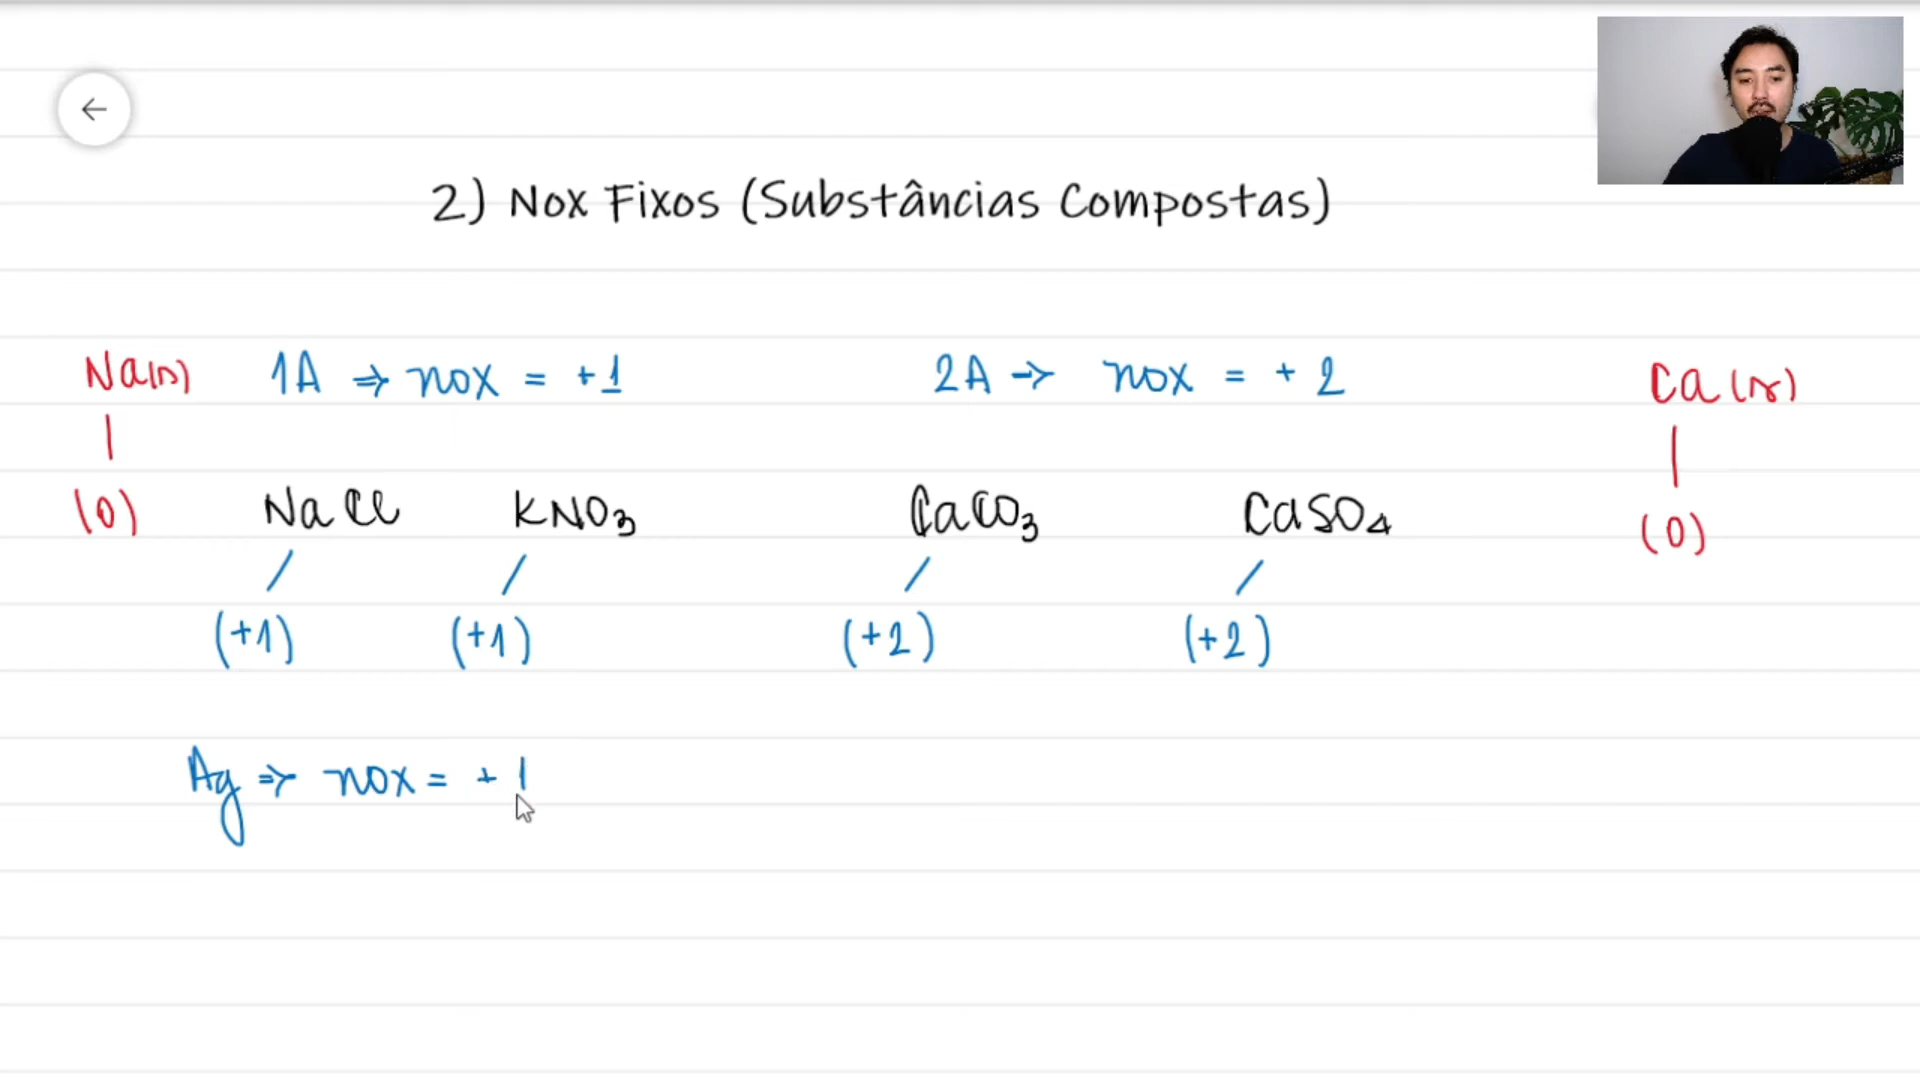 2) Nox Fixos (Substâncias Compostas)
Na(s) 1A ⇒ nox = +1 2A → nox = +2 Ca(s)
(0) NaCl KNO₃ CaCO₃ CaSO₄ (0)
(+1) (+1) (+2) (+2)
Ag ⇒ nox = +1